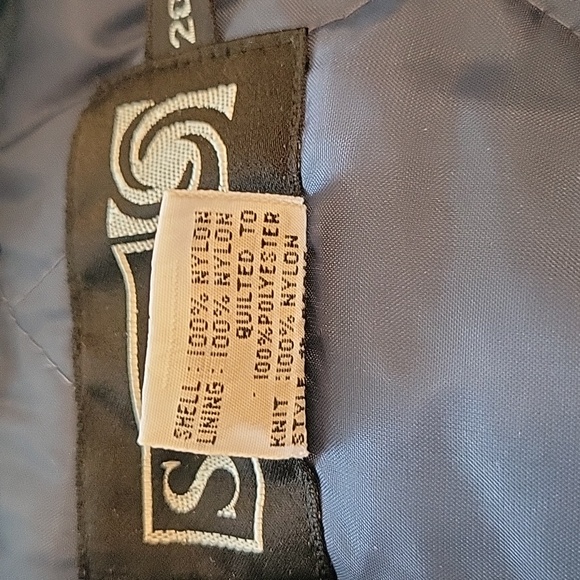 20
S
SHELL : 100% NYLON
LINING : 100% NYLON
QUILTED TO
100% POLYESTER
KNIT : 100% NYLON
STYLE